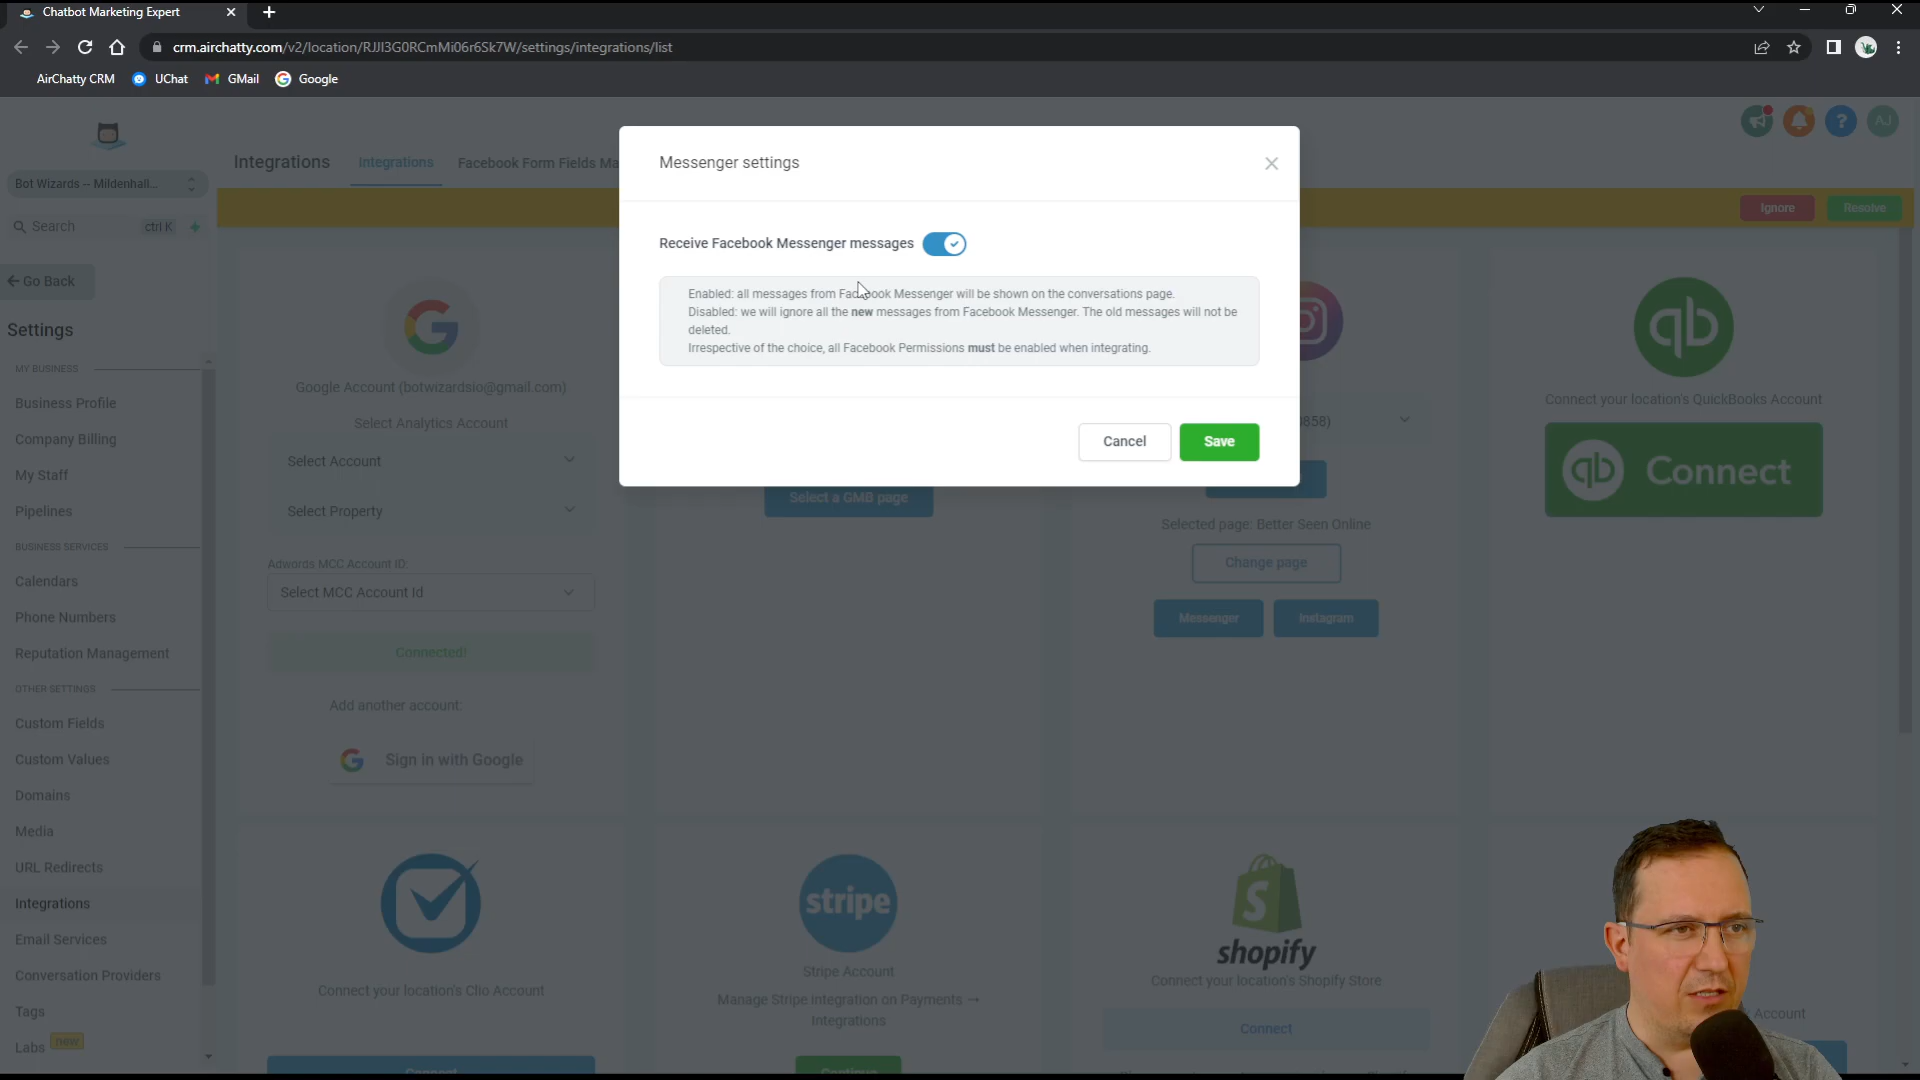 Chatbot Marketing Expert
crm.airchatty.com/v2/location/RJJI3G0RCmMi06r6Sk7W/settings/integrations/list
AirChatty CRM
UChat
GMail
Google
AJ
Integrations
Integrations
Facebook Form Fields Ma
Bot Wizards -- Mildenhall...
Ignore
Resolve
Search
ctrl K
Go Back
Settings
MY BUSINESS
Business Profile
Company Billing
My Staff
Pipelines
BUSINESS SERVICES
Calendars
Phone Numbers
Reputation Management
OTHER SETTINGS
Custom Fields
Custom Values
Domains
Media
URL Redirects
Integrations
Email Services
Conversation Providers
Tags
Labs new
Messenger settings
Receive Facebook Messenger messages
Enabled: all messages from Facebook Messenger will be shown on the conversations page.
Disabled: we will ignore all the new messages from Facebook Messenger. The old messages will not be
deleted.
Irrespective of the choice, all Facebook Permissions must be enabled when integrating.
Cancel
Save
Google Account (botwizardsio@gmail.com)
Select Analytics Account
Select Account
Select Property
Adwords MCC Account ID:
Select MCC Account Id
Connected!
Add another account:
Sign in with Google
Select a GMB page
858)
Selected page: Better Seen Online
Change page
Messenger
Instagram
qb
Connect your location's QuickBooks Account
qb Connect
Connect your location's Clio Account
Connect
stripe
Stripe Account
Manage Stripe integration on Payments →
Integrations
Continue
shopify
Connect your location's Shopify Store
Connect
Account